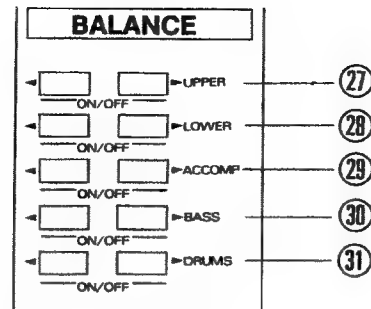 BALANCE
◄ ► UPPER 27
ON/OFF
◄ ► LOWER 28
ON/OFF
◄ ► ACCOMP 29
ON/OFF
◄ ► BASS 30
ON/OFF
◄ ► DRUMS 31
ON/OFF